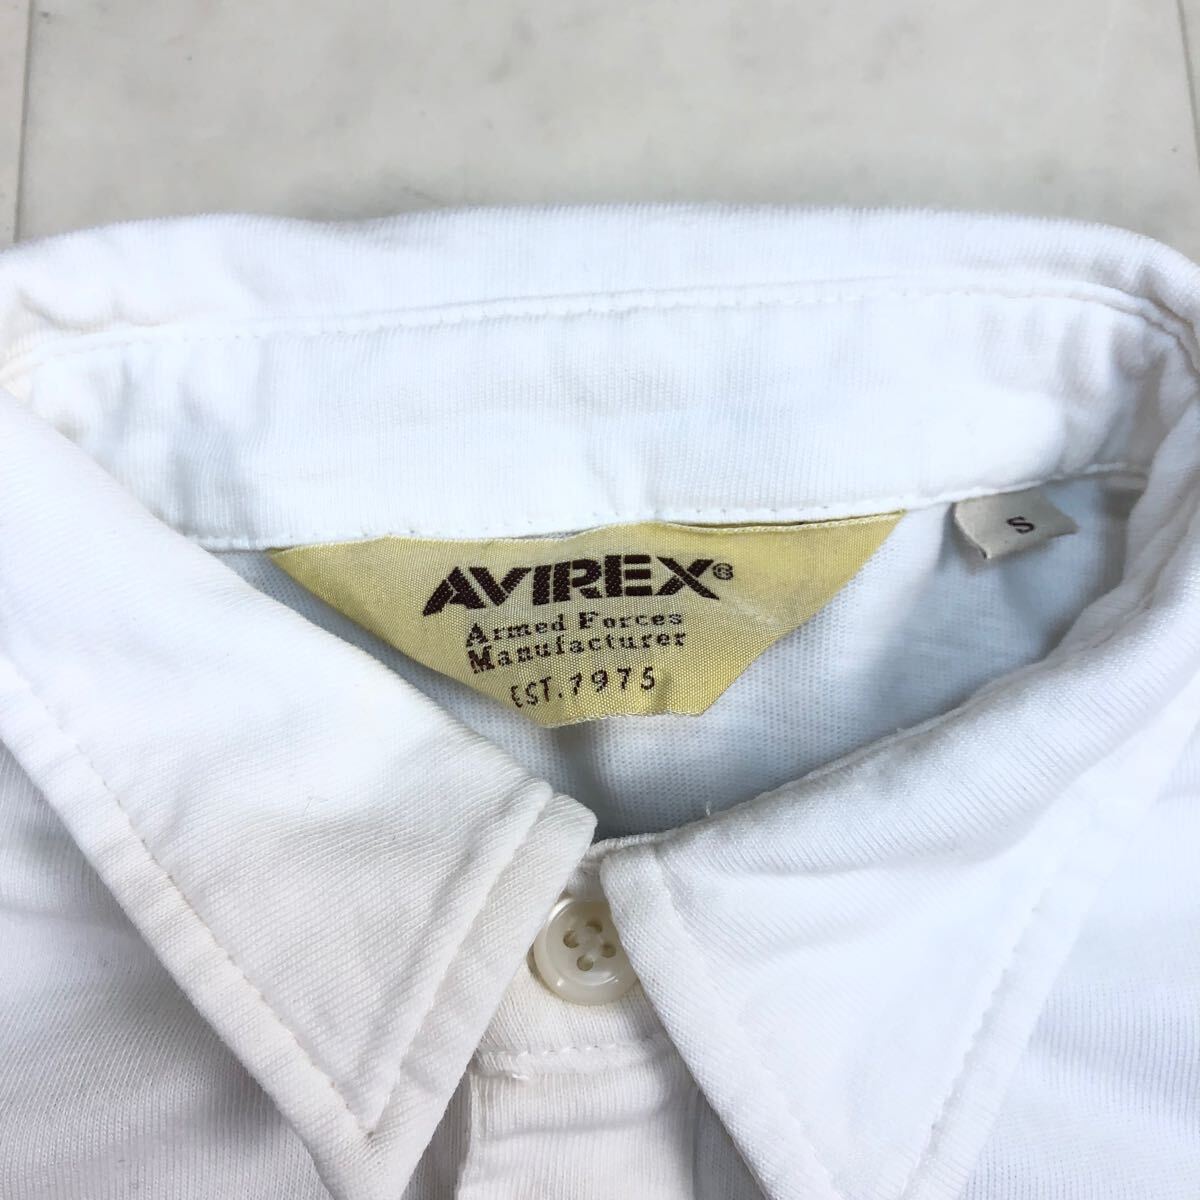 AVIREX®
Armed Forces
Manufacturer
EST.1975
S